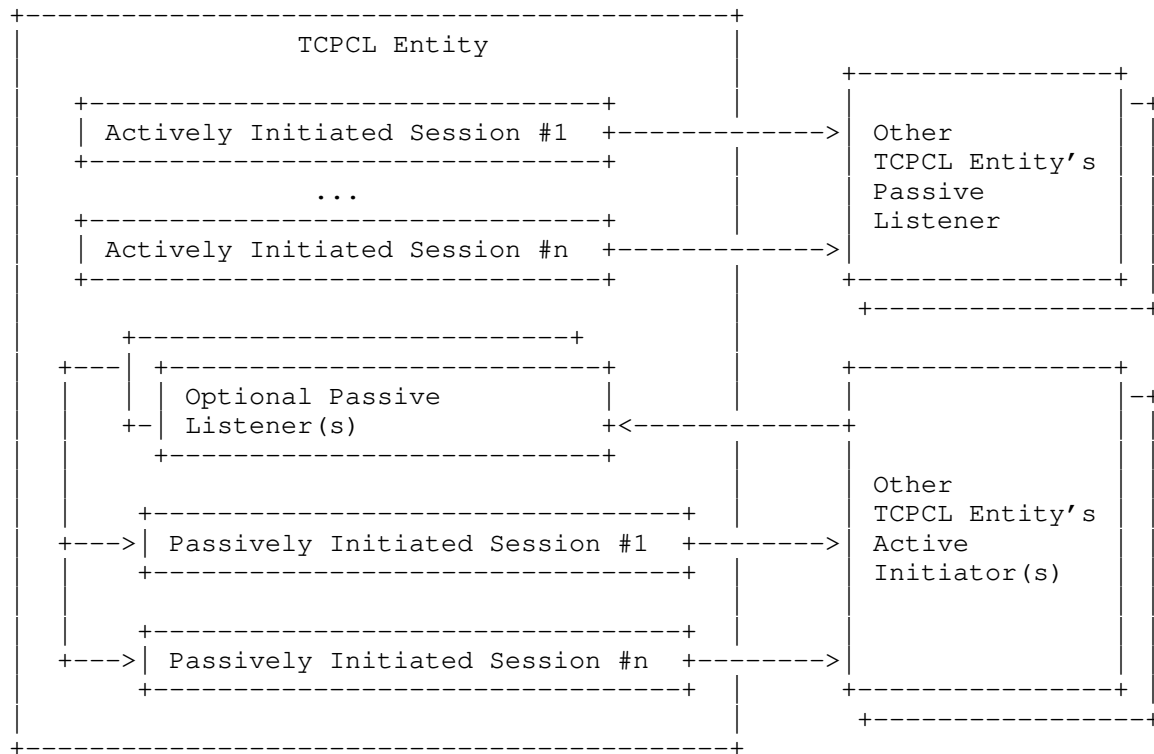 TCPCL Entity
Actively Initiated Session #1
...
Actively Initiated Session #n
Other
TCPCL Entity's
Passive
Listener
Optional Passive
Listener(s)
Passively Initiated Session #1
Passively Initiated Session #n
Other
TCPCL Entity's
Active
Initiator(s)